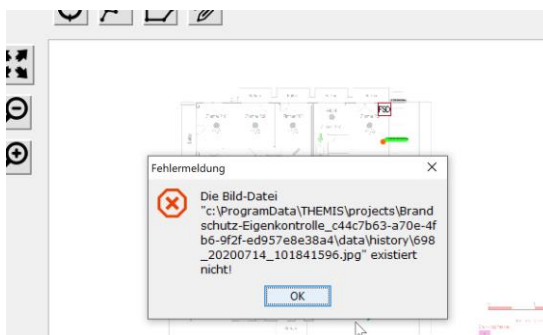 FSD
Fehlermeldung
Die Bild-Datei
"c:\ProgramData\THEMIS\projects\Brand
schutz-Eigenkontrolle_c44c7b63-a70e-4f
b6-9f2f-ed957e8e38a4\data\history\698
_20200714_101841596.jpg" existiert
nicht!
OK